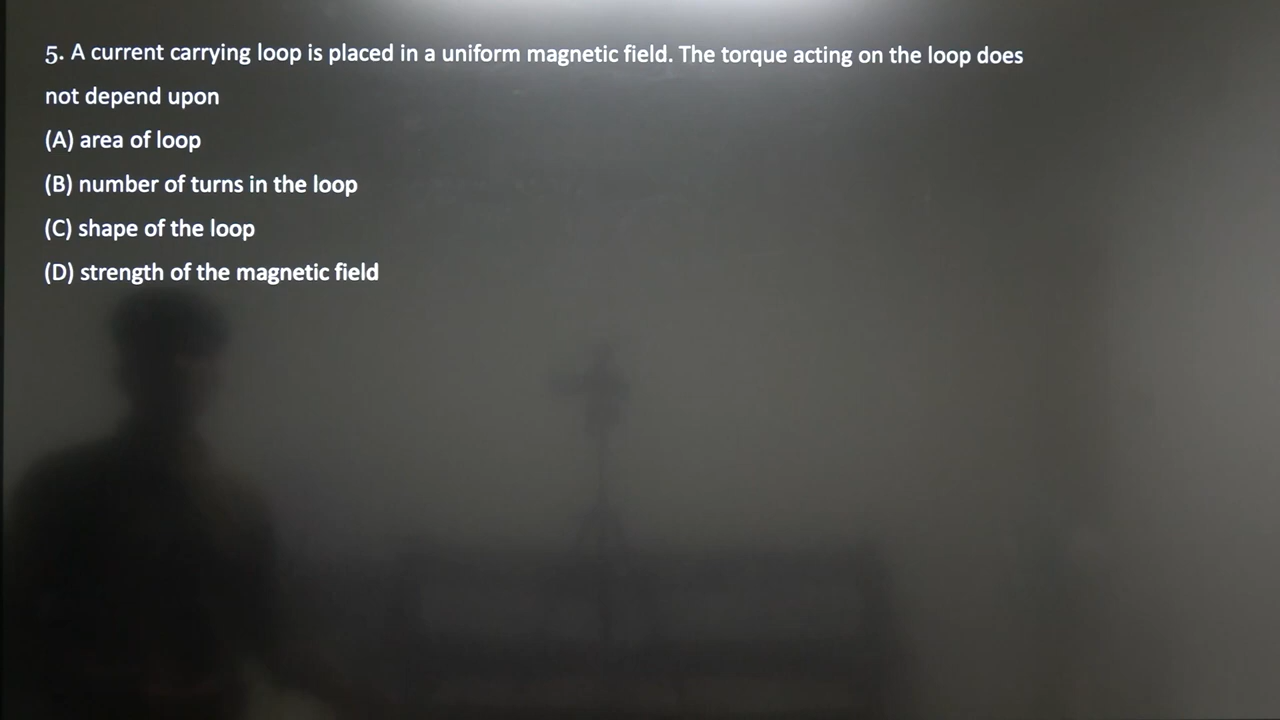 5. A current carrying loop is placed in a uniform magnetic field. The torque acting on the loop does
not depend upon
(A) area of loop
(B) number of turns in the loop
(C) shape of the loop
(D) strength of the magnetic field